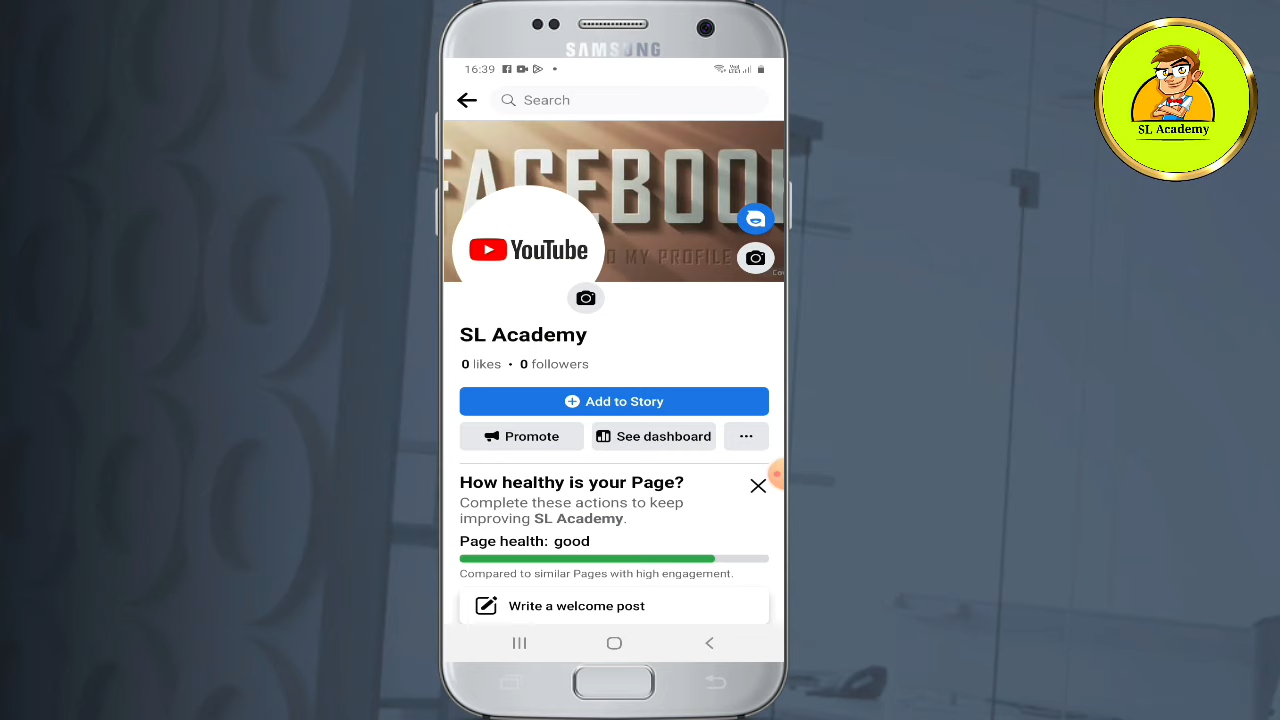 SAMSUNG
SL Academy
16:39
Search
FACEBOOK
O MY PROFILE
YouTube
SL Academy
0 likes • 0 followers
Add to Story
Promote
See dashboard
How healthy is your Page?
Complete these actions to keep
improving SL Academy.
Page health: good
Compared to similar Pages with high engagement.
Write a welcome post